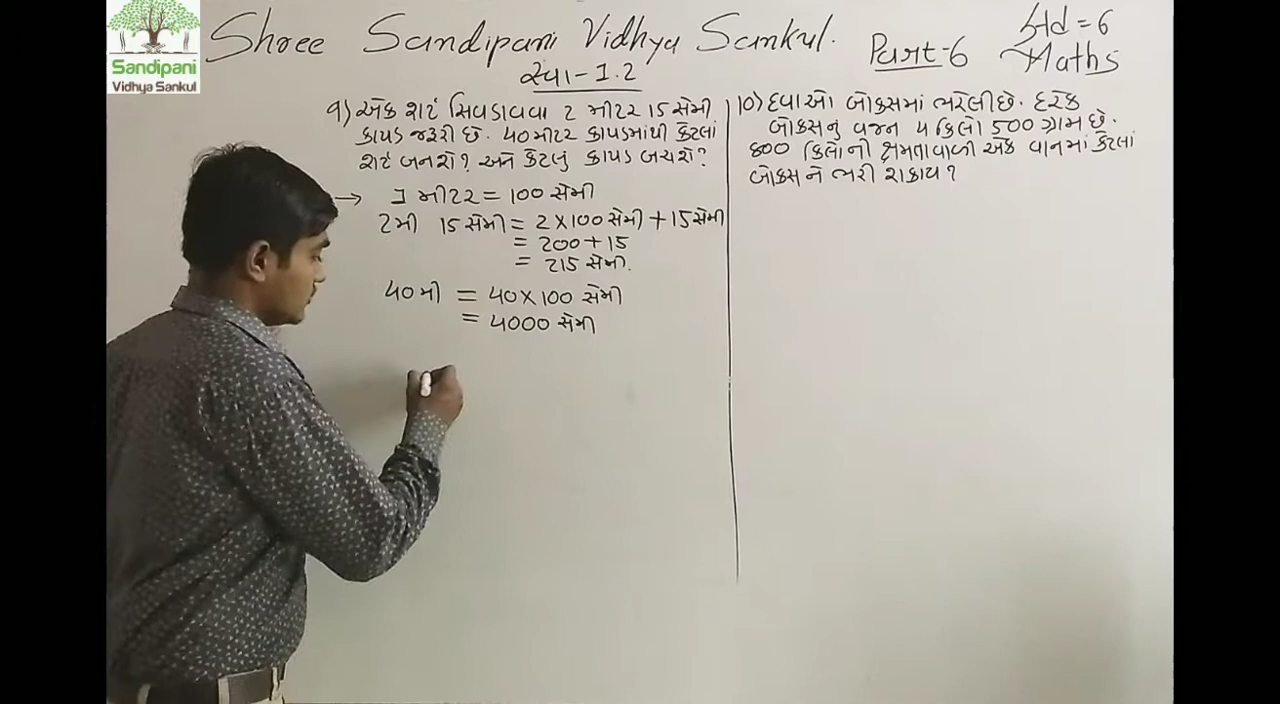 Sandipani
Vidhya Sankul
Shree Sandipani Vidhya Sankul.
Part-6
Std = 6
Maths
સ્વા-1.2
9) એક શર્ટ સિવડાવવા 2 મીટર 15 સેમી
કાપડ જરૂરી છે. 40 મીટર કાપડમાંથી કેટલાં
શર્ટ બનશે? અને કેટલું કાપડ બચશે?
→ 1 મીટર = 100 સેમી
2મી 15 સેમી = 2 × 100 સેમી + 15 સેમી
= 200 + 15
= 215 સેમી.
40 મી = 40 × 100 સેમી
= 4000 સેમી
10) દવાઓ બોક્સમાં ભરેલી છે. દરેક
બોક્સનું વજન 4 કિલો 500 ગ્રામ છે.
800 કિલોની ક્ષમતાવાળી એક વાનમાં કેટલાં
બોક્સ ને ભરી શકાય?